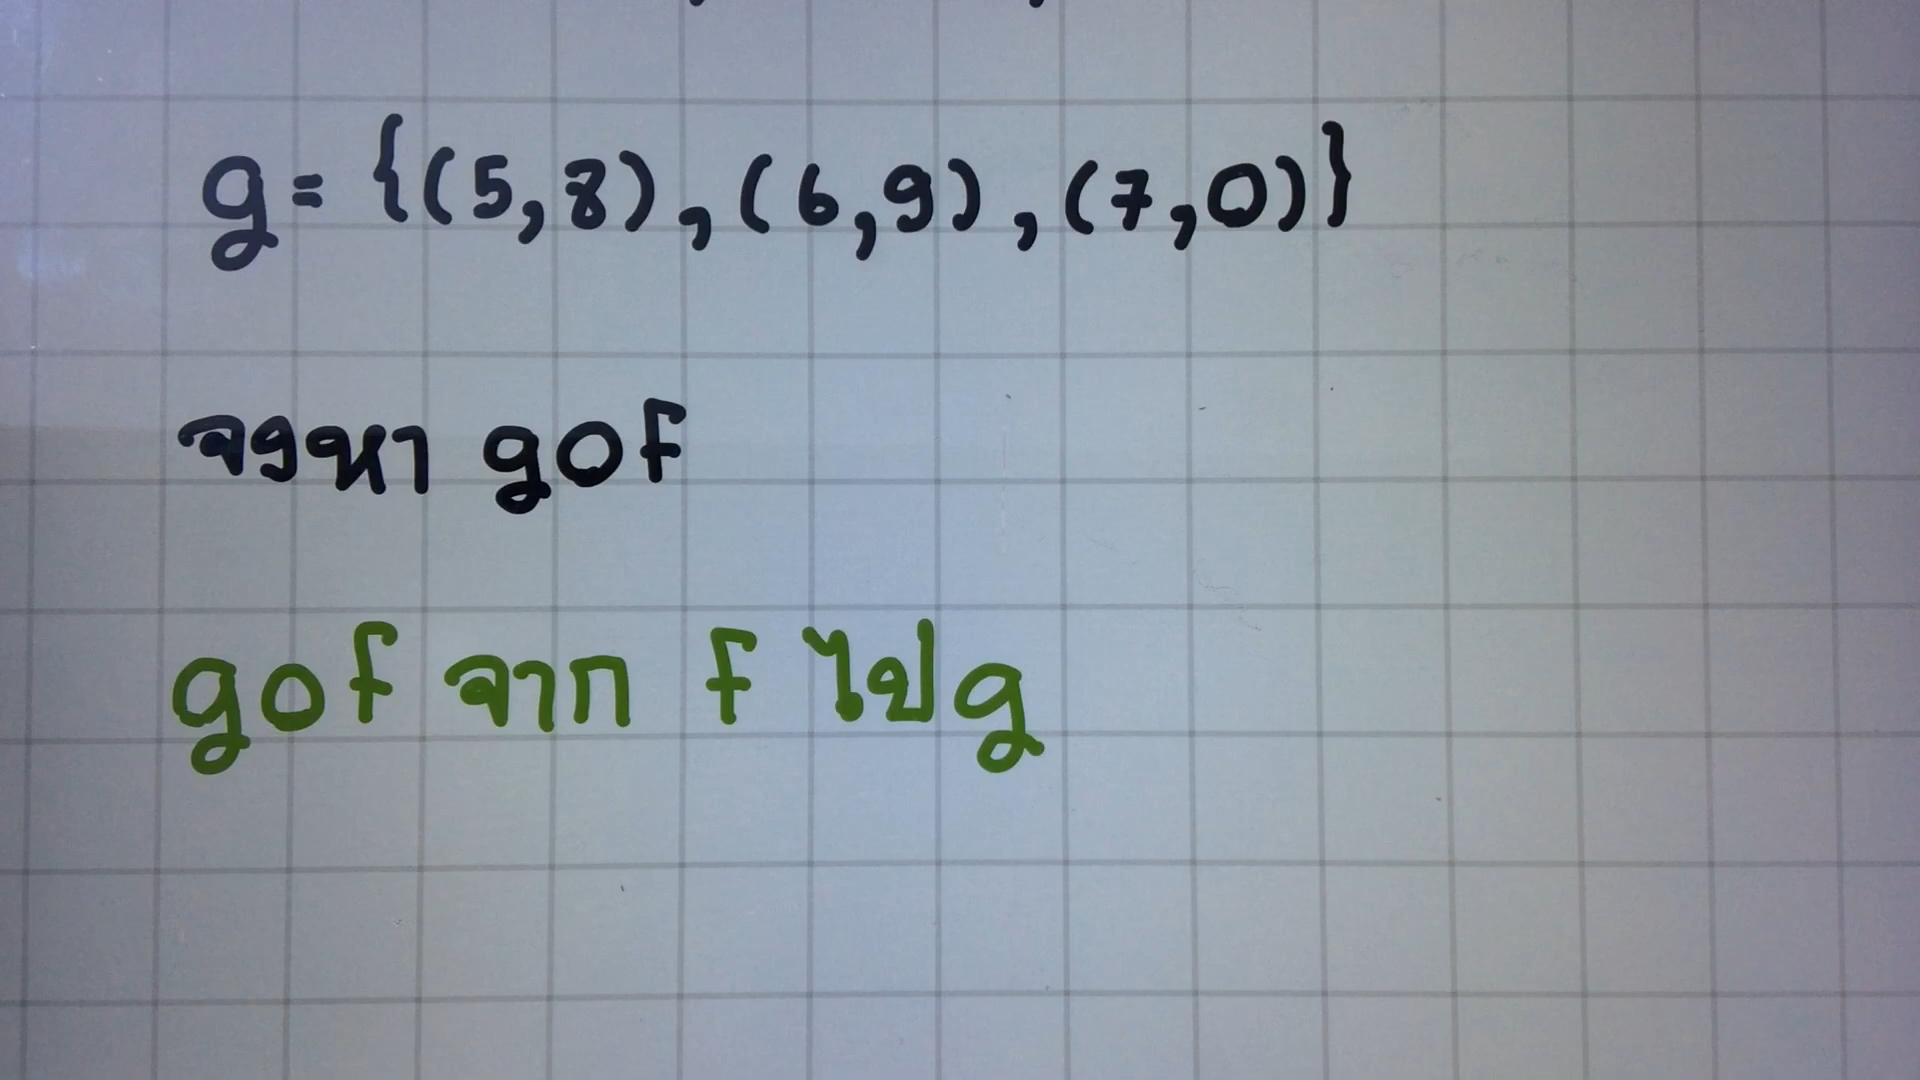 g = {(5,8), (6,9), (7,0)}
จงหา gof
gof จาก f ไป g